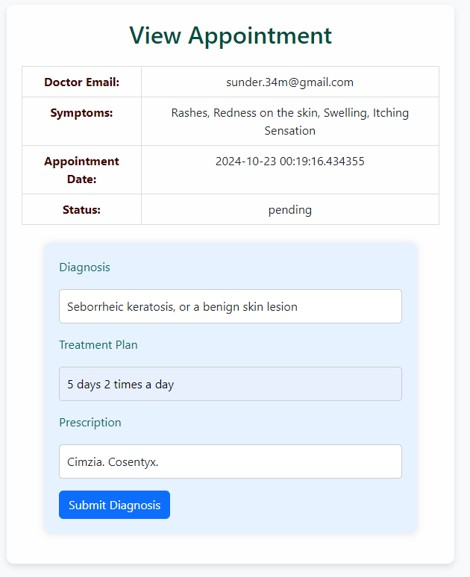 View Appointment
Doctor Email:
sunder.34m@gmail.com
Symptoms:
Rashes, Redness on the skin, Swelling, Itching
Sensation
Appointment
Date:
2024-10-23 00:19:16.434355
Status:
pending
Diagnosis
Seborrheic keratosis, or a benign skin lesion
Treatment Plan
5 days 2 times a day
Prescription
Cimzia. Cosentyx.
Submit Diagnosis